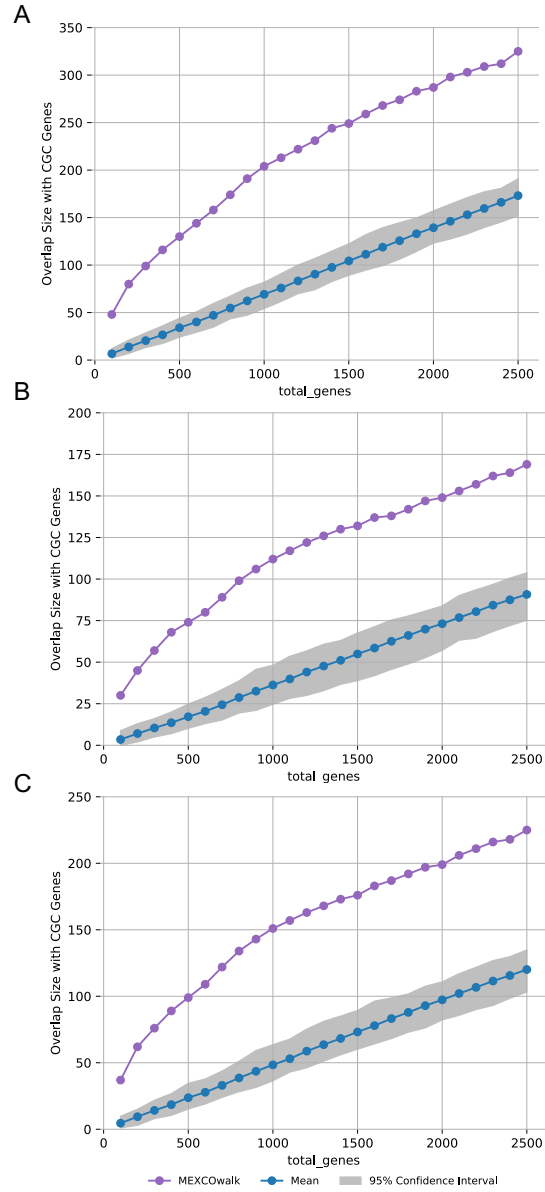 A
350
300
250
200
150
100
50
0
Overlap Size with CGC Genes
0 500 1000 1500 2000 2500
total_genes
B
200
175
150
125
100
75
50
25
0
Overlap Size with CGC Genes
0 500 1000 1500 2000 2500
total_genes
C
250
200
150
100
50
0
Overlap Size with CGC Genes
0 500 1000 1500 2000 2500
total_genes
MEXCOwalk Mean 95% Confidence Interval